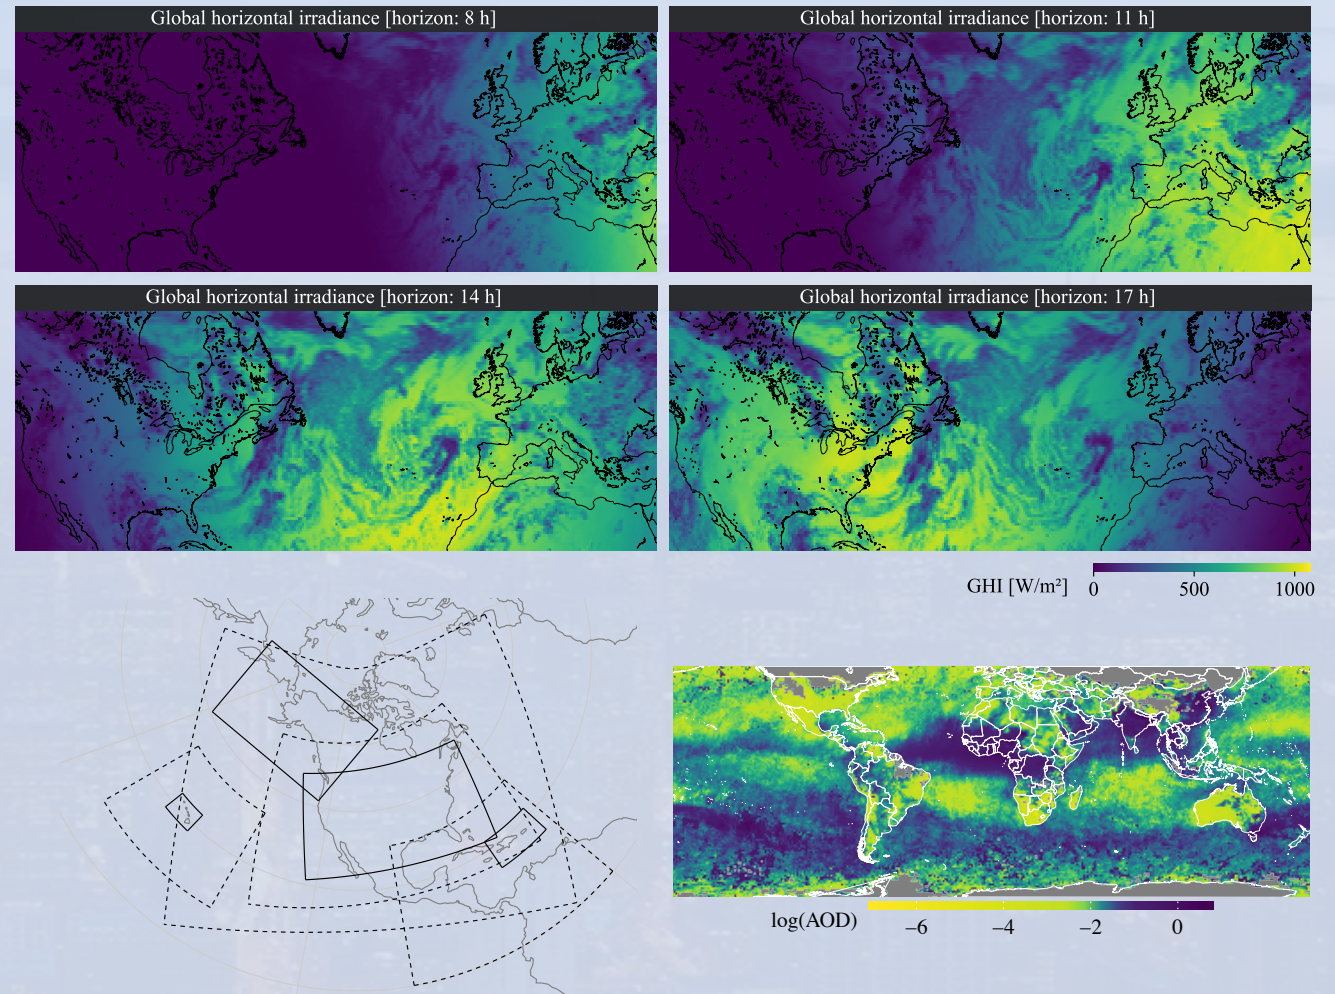 Global horizontal irradiance [horizon: 8 h]
Global horizontal irradiance [horizon: 11 h]
Global horizontal irradiance [horizon: 14 h]
Global horizontal irradiance [horizon: 17 h]
GHI [W/m²]
0 500 1000
log(AOD)
−6 −4 −2 0